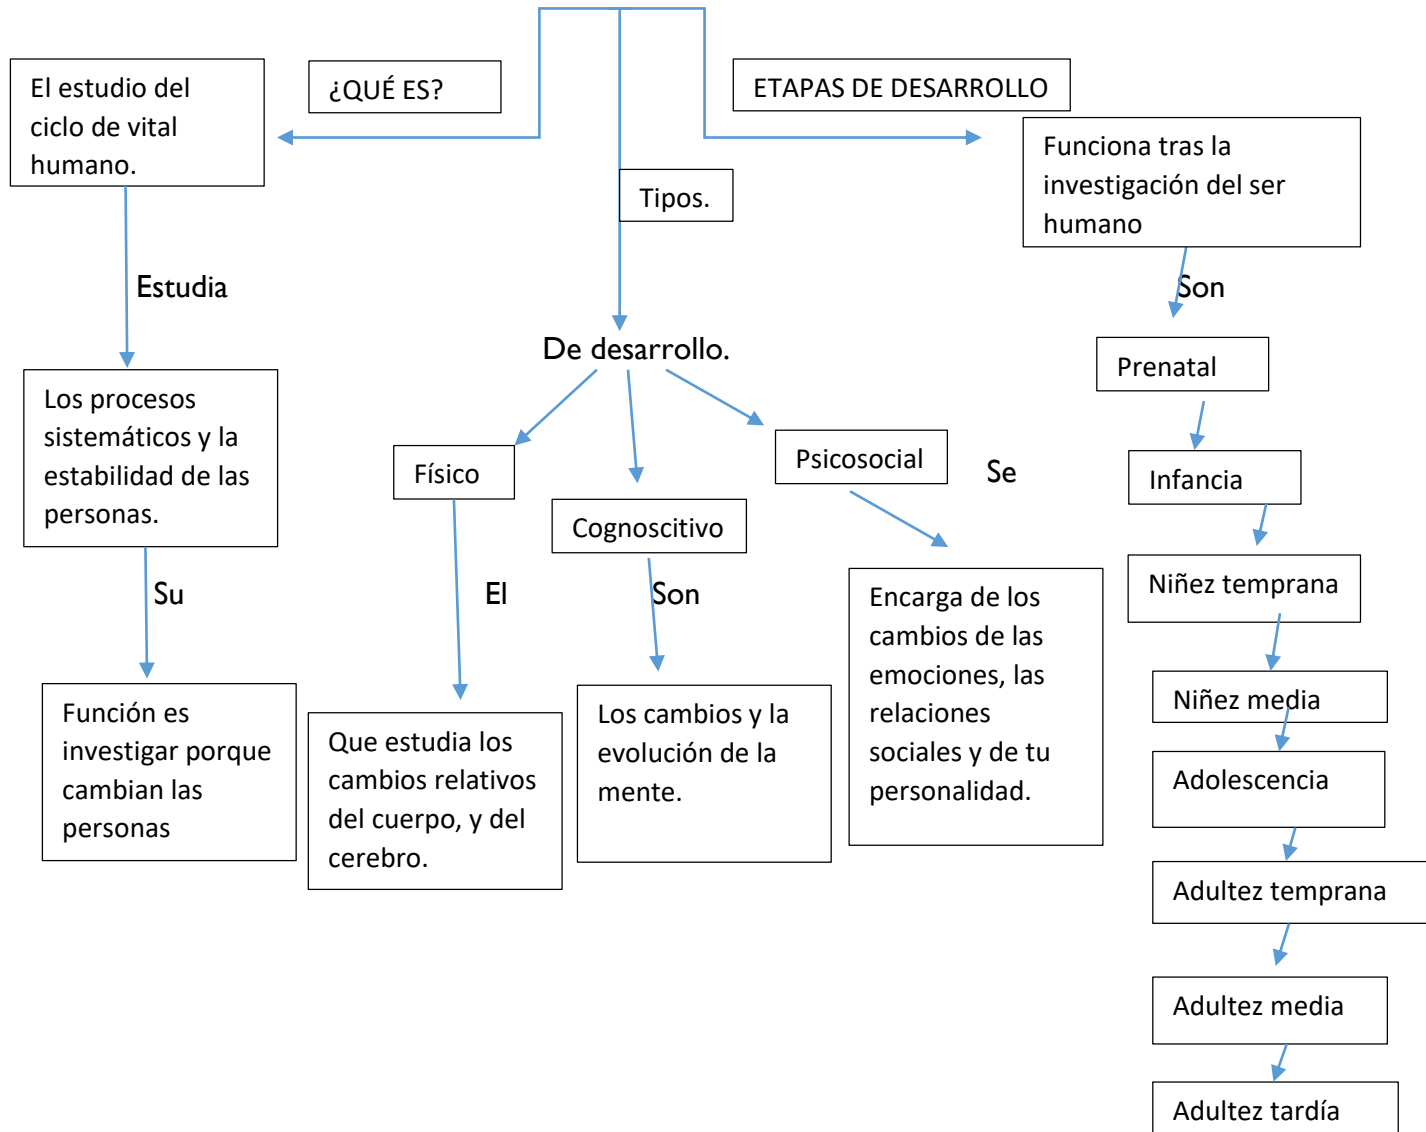 ¿QUÉ ES?
ETAPAS DE DESARROLLO
El estudio del
ciclo de vital
humano.
Estudia
Los procesos
sistemáticos y la
estabilidad de las
personas.
Su
Función es
investigar porque
cambian las
personas
Tipos.
De desarrollo.
Físico
El
Que estudia los
cambios relativos
del cuerpo, y del
cerebro.
Cognoscitivo
Son
Los cambios y la
evolución de la
mente.
Psicosocial
Se
Encarga de los
cambios de las
emociones, las
relaciones
sociales y de tu
personalidad.
Funciona tras la
investigación del ser
humano
Son
Prenatal
Infancia
Niñez temprana
Niñez media
Adolescencia
Adultez temprana
Adultez media
Adultez tardía